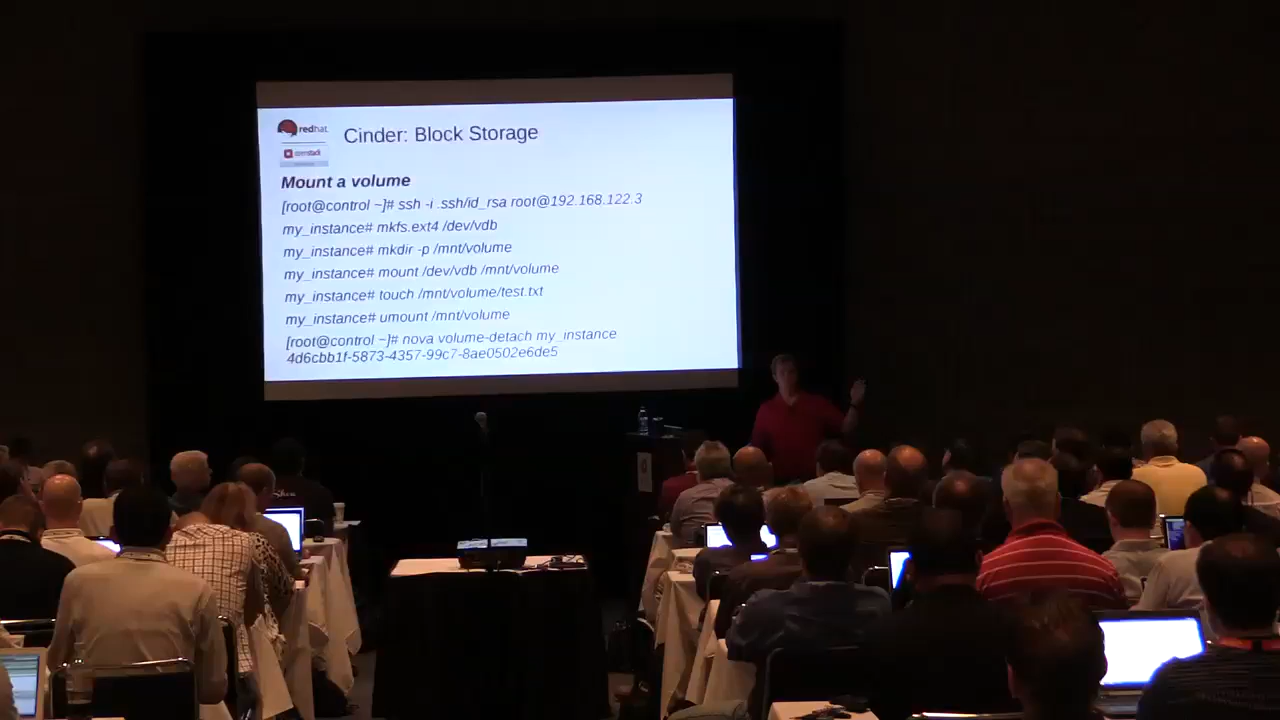 redhat.
openstack
Cinder: Block Storage
Mount a volume
[root@control ~]# ssh -i .ssh/id_rsa root@192.168.122.3
my_instance# mkfs.ext4 /dev/vdb
my_instance# mkdir -p /mnt/volume
my_instance# mount /dev/vdb /mnt/volume
my_instance# touch /mnt/volume/test.txt
my_instance# umount /mnt/volume
[root@control ~]# nova volume-detach my_instance
4d6cbb1f-5873-4357-99c7-8ae0502e6de5